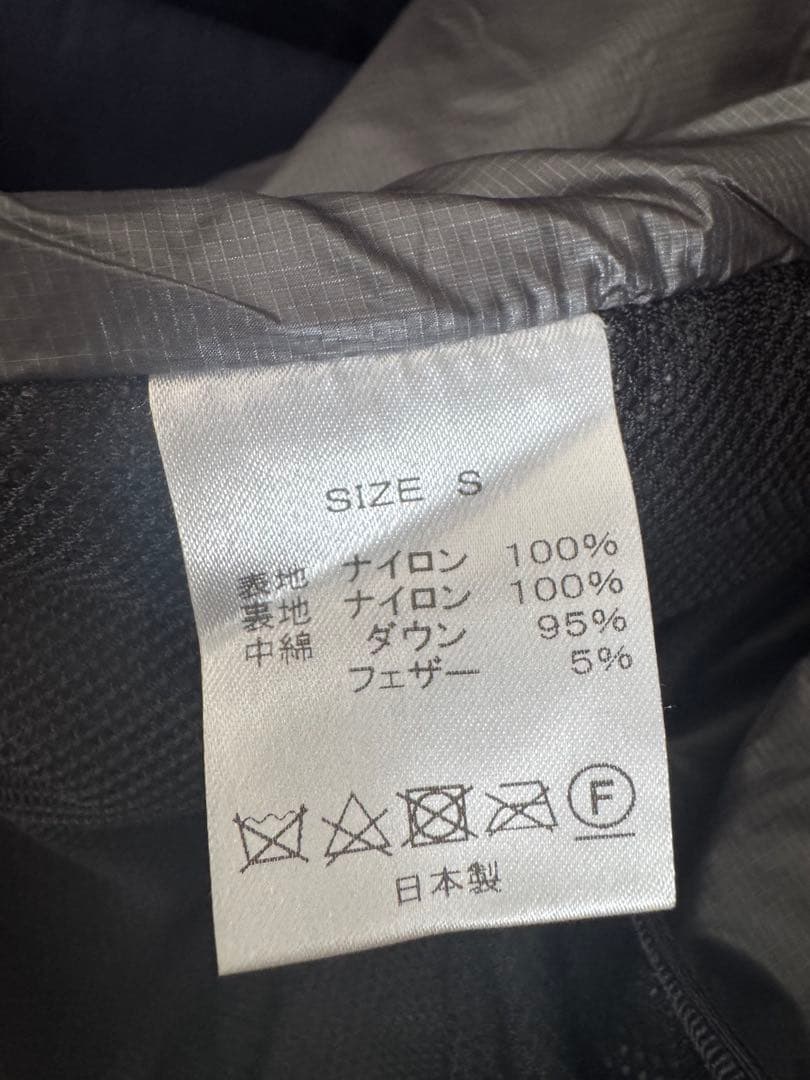 SIZE S
表地 ナイロン 100%
裏地 ナイロン 100%
中綿 ダウン 95%
フェザー 5%
F
日本製